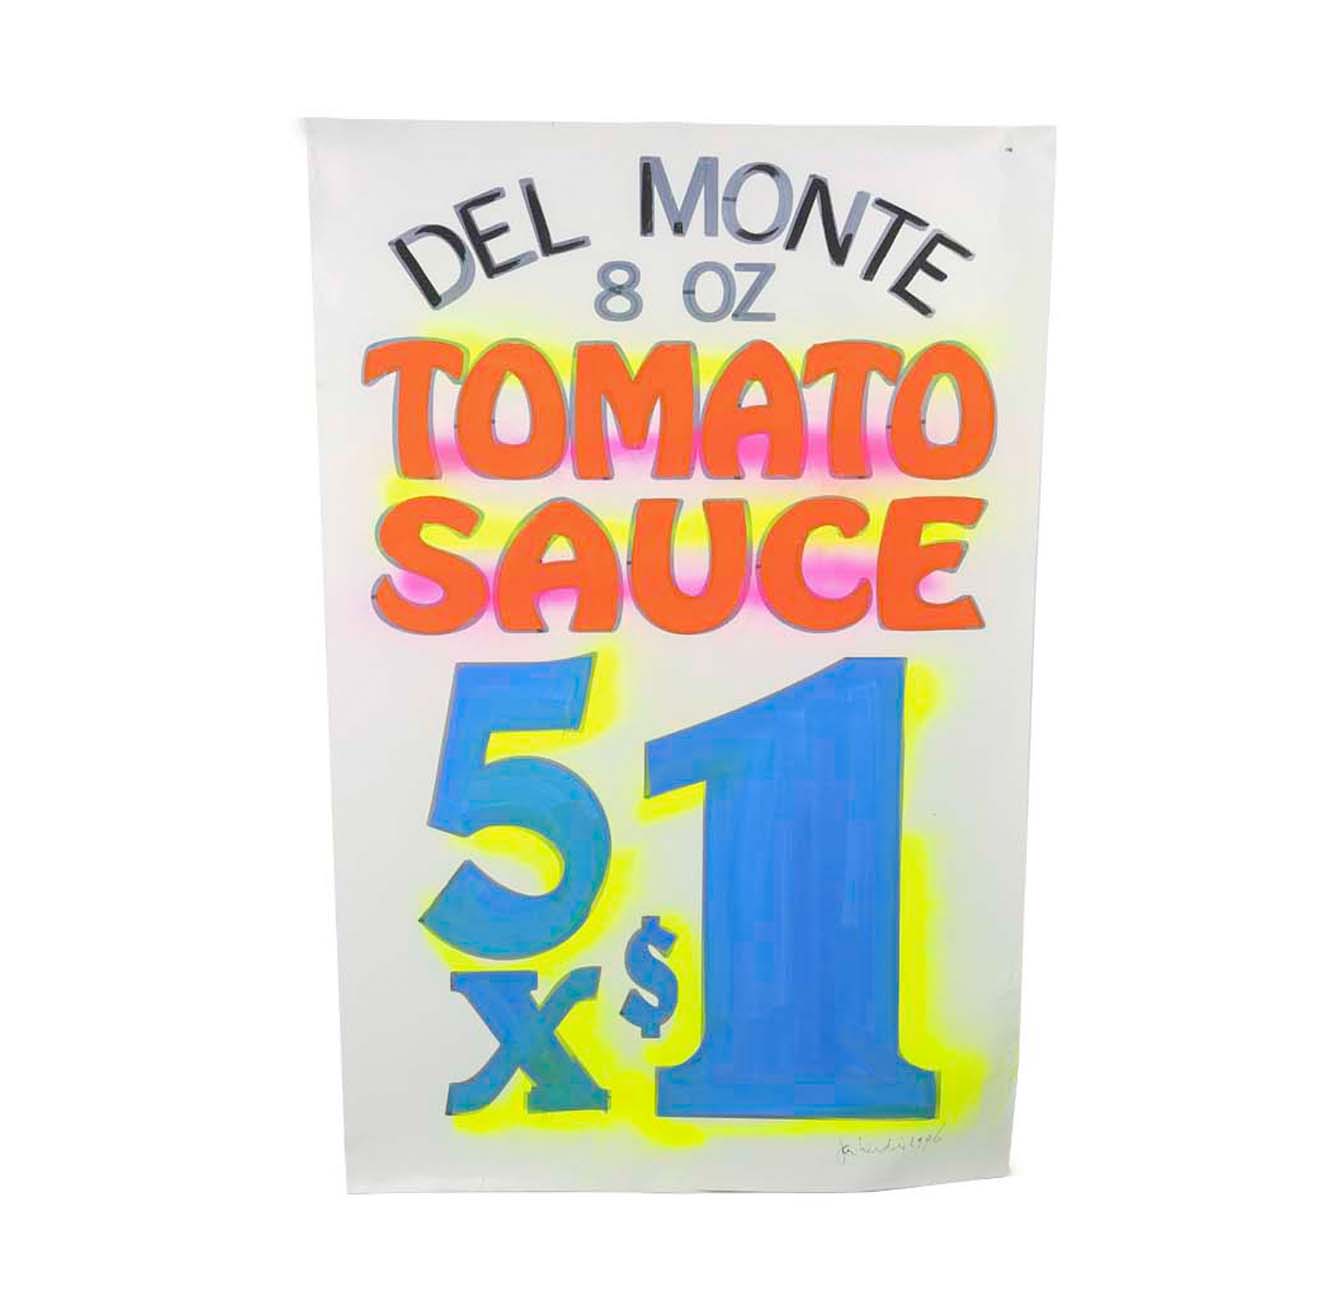 DEL MONTE
8 OZ
TOMATO
SAUCE
5 X $1